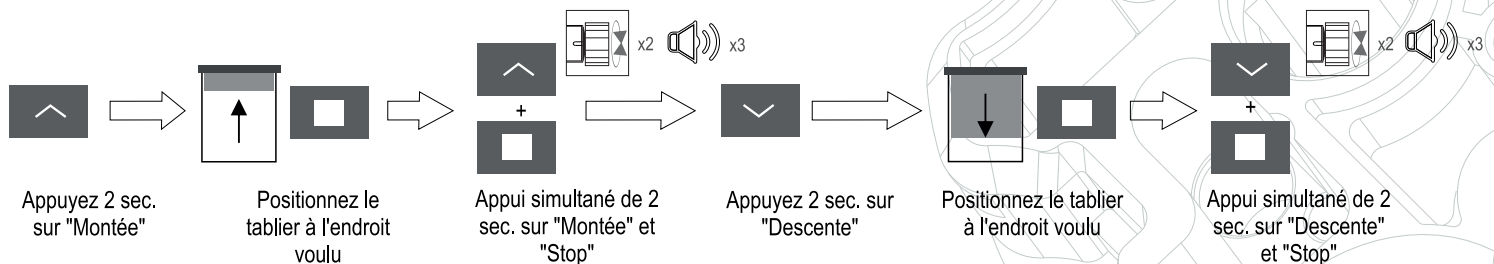 x2
x3
x2
x3
+
+
Appuyez 2 sec.
sur "Montée"
Positionnez le
tablier à l'endroit
voulu
Appui simultané de 2
sec. sur "Montée" et
"Stop"
Appuyez 2 sec. sur
"Descente"
Positionnez le tablier
à l'endroit voulu
Appui simultané de 2
sec. sur "Descente"
et "Stop"